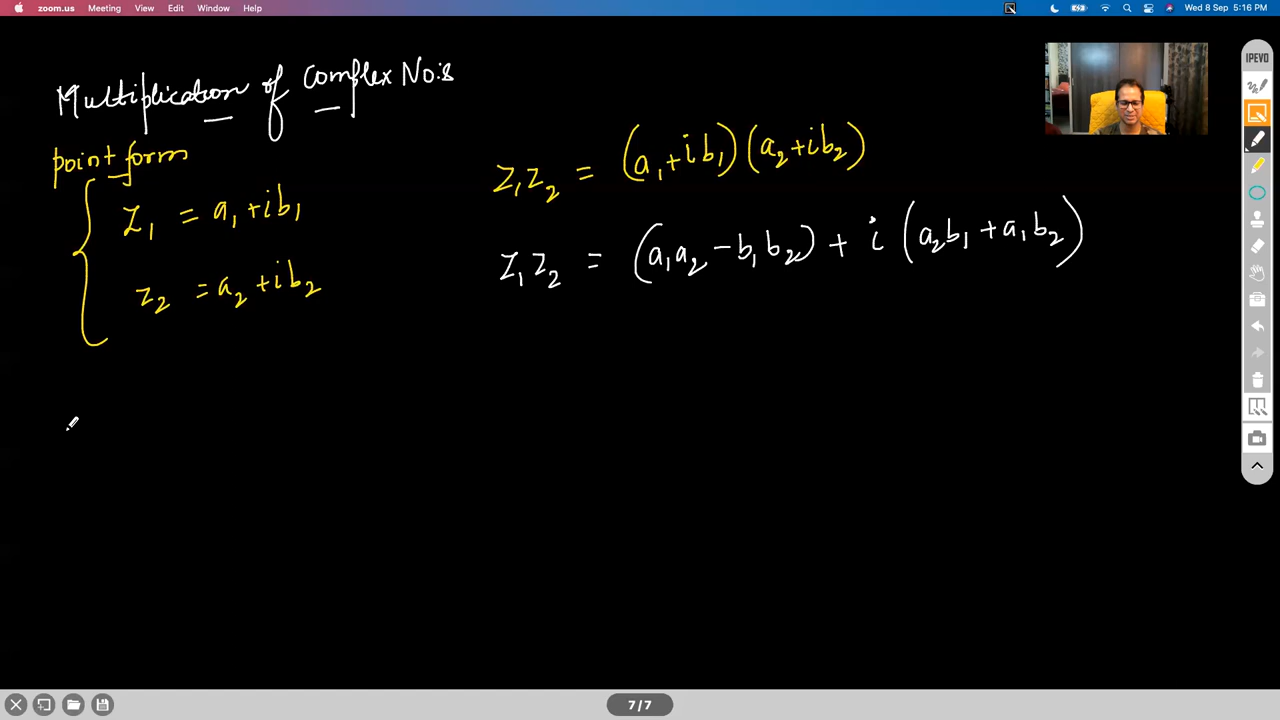 zoom.us Meeting View Edit Window Help Wed 8 Sep 5:16 PM
Multiplication of Complex No.s
point form
z₁ = a₁+ib₁
z₂ = a₂+ib₂
z₁z₂ = (a₁+ib₁)(a₂+ib₂)
z₁z₂ = (a₁a₂-b₁b₂) + i (a₂b₁+a₁b₂)
IPEVO
7/7